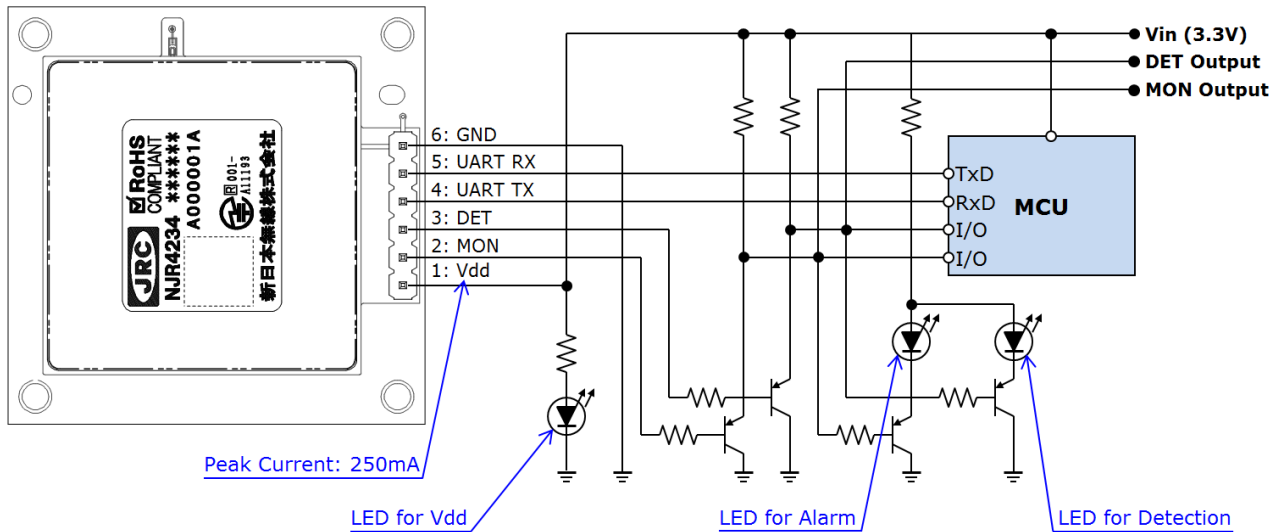 JRC
NJR4234 ******
A000001A
RoHS
COMPLIANT
R 001-
A11193
新日本無線株式会社
6: GND
5: UART RX
4: UART TX
3: DET
2: MON
1: Vdd
Vin (3.3V)
DET Output
MON Output
TxD
RxD
I/O
I/O
MCU
Peak Current: 250mA
LED for Vdd
LED for Alarm
LED for Detection